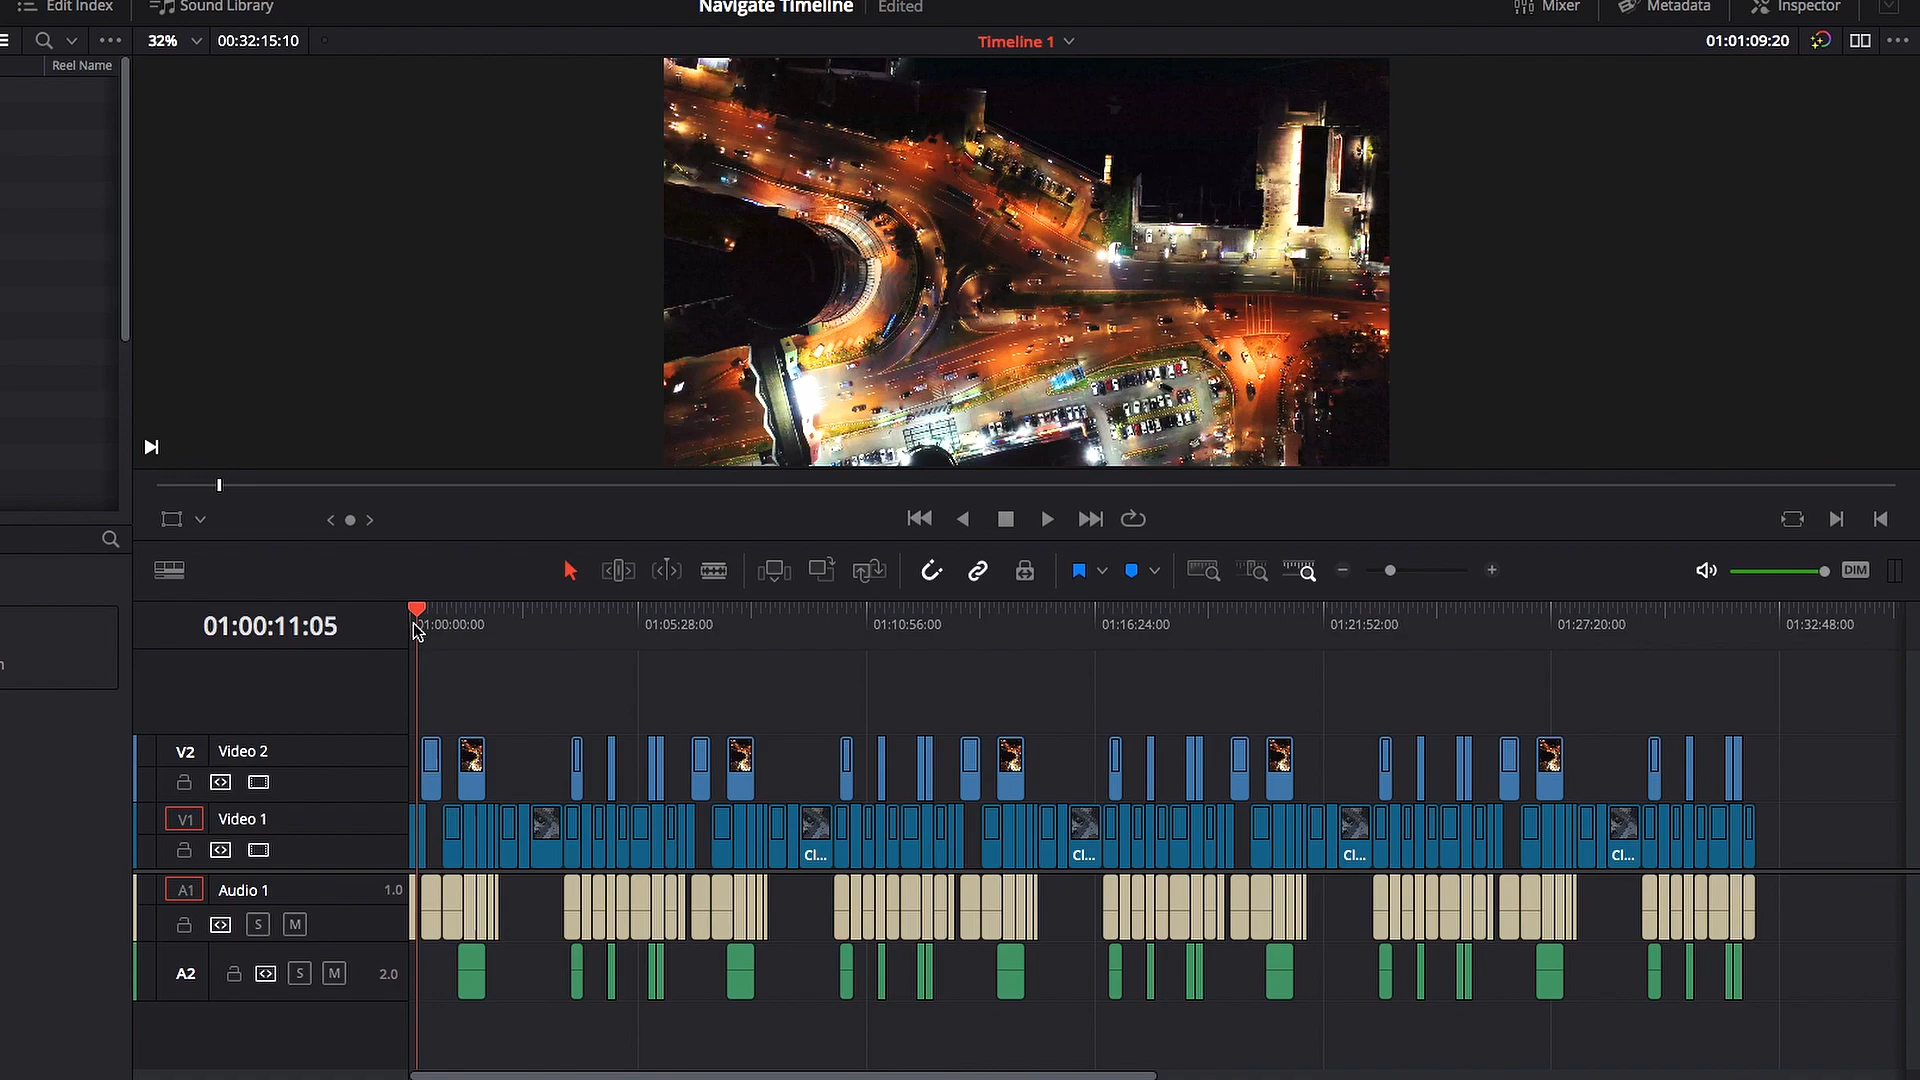 Edit Index
Sound Library
Navigate Timeline
Edited
Mixer
Metadata
Inspector
32%
00:32:15:10
Timeline 1
01:01:09:20
Reel Name
DIM
01:00:11:05
01:00:00:00
01:05:28:00
01:10:56:00
01:16:24:00
01:21:52:00
01:27:20:00
01:32:48:00
V2
Video 2
V1
Video 1
Cl...
Cl...
Cl...
Cl...
A1
Audio 1
1.0
S
M
A2
S
M
2.0